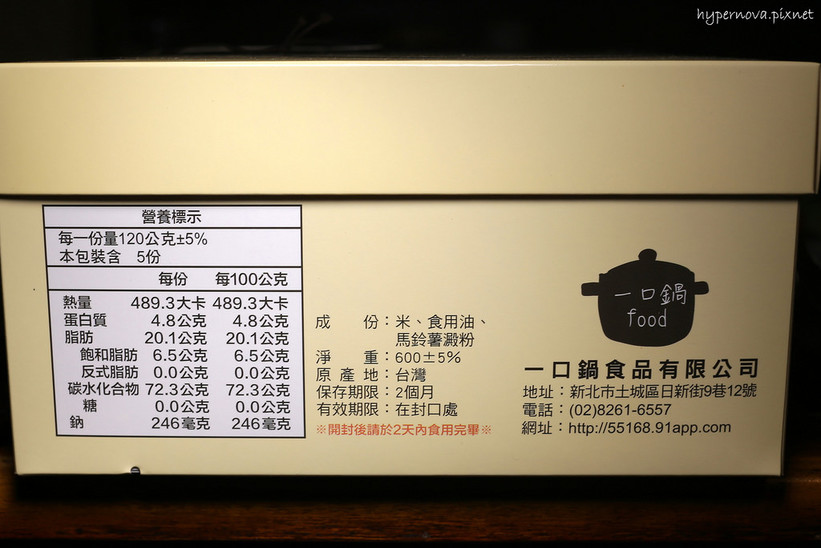 hypernova.pixnet
營養標示
每一份量120公克±5%
本包裝含 5份
每份 每100公克
熱量 489.3大卡 489.3大卡
蛋白質 4.8公克 4.8公克
脂肪 20.1公克 20.1公克
飽和脂肪 6.5公克 6.5公克
反式脂肪 0.0公克 0.0公克
碳水化合物 72.3公克 72.3公克
糖 0.0公克 0.0公克
鈉 246毫克 246毫克
成 份：米、食用油、
馬鈴薯澱粉
淨 重：600±5%
原 產 地：台灣
保存期限：2個月
有效期限：在封口處
※開封後請於2天內食用完畢※
一口鍋
food
一口鍋食品有限公司
地址：新北市土城區日新街9巷12號
電話：(02)8261-6557
網址：http://55168.91app.com